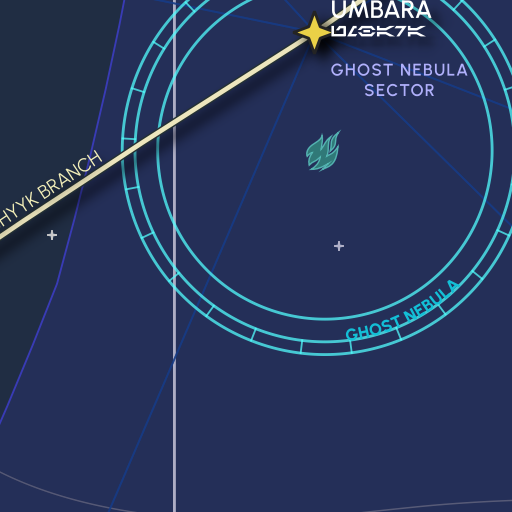 UMBARA
GHOST NEBULA
SECTOR
HYYK BRANCH
GHOST NEBULA